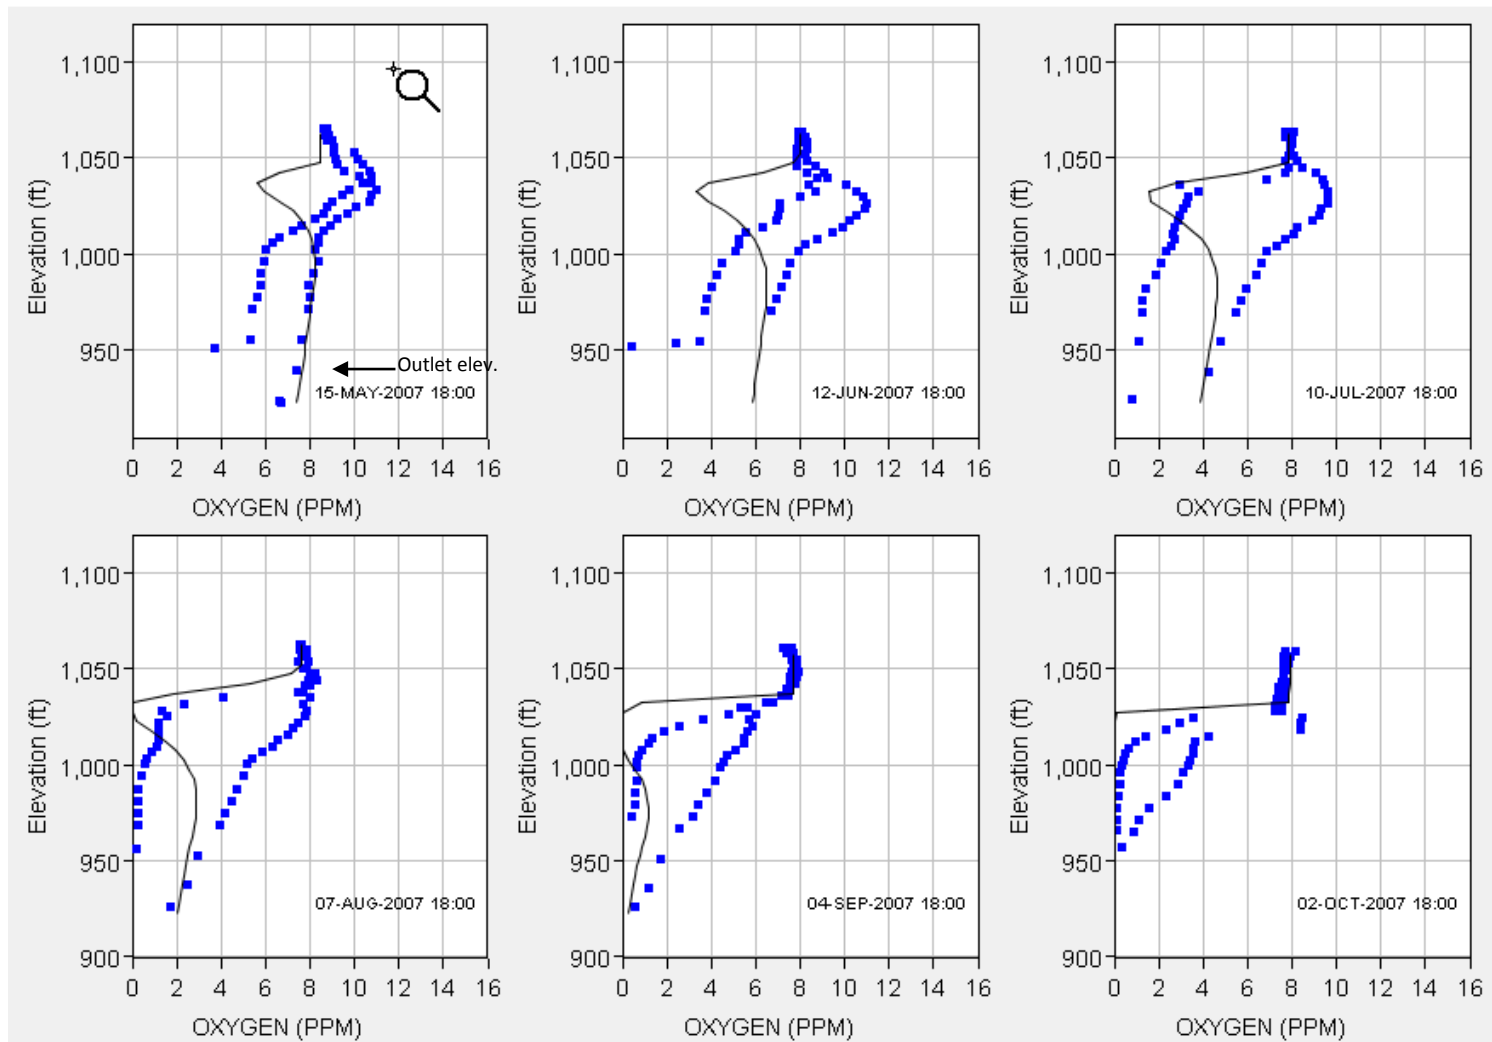 1,100
1,050
1,000
950
Elevation (ft)
Outlet elev.
15-MAY-2007 18:00
0 2 4 6 8 10 12 14 16
OXYGEN (PPM)
1,100
1,050
1,000
950
Elevation (ft)
12-JUN-2007 18:00
0 2 4 6 8 10 12 14 16
OXYGEN (PPM)
1,100
1,050
1,000
950
Elevation (ft)
10-JUL-2007 18:00
0 2 4 6 8 10 12 14 16
OXYGEN (PPM)
1,100
1,050
1,000
950
900
Elevation (ft)
07-AUG-2007 18:00
0 2 4 6 8 10 12 14 16
OXYGEN (PPM)
1,100
1,050
1,000
950
900
Elevation (ft)
04-SEP-2007 18:00
0 2 4 6 8 10 12 14 16
OXYGEN (PPM)
1,100
1,050
1,000
950
900
Elevation (ft)
02-OCT-2007 18:00
0 2 4 6 8 10 12 14 16
OXYGEN (PPM)